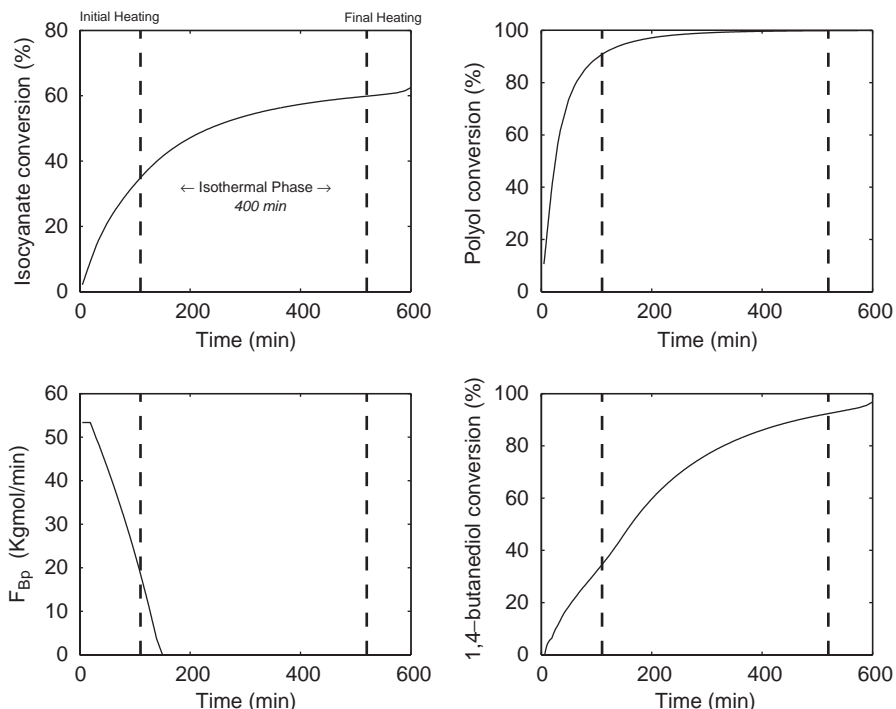 Initial Heating
Final Heating
80
60
40
20
0
Isocyanate conversion (%)
← Isothermal Phase →
400 min
0 200 400 600
Time (min)
100
80
60
40
20
0
Polyol conversion (%)
0 200 400 600
Time (min)
60
50
40
30
20
10
0
F_Bp (Kgmol/min)
0 200 400 600
Time (min)
100
80
60
40
20
0
1,4–butanediol conversion (%)
0 200 400 600
Time (min)